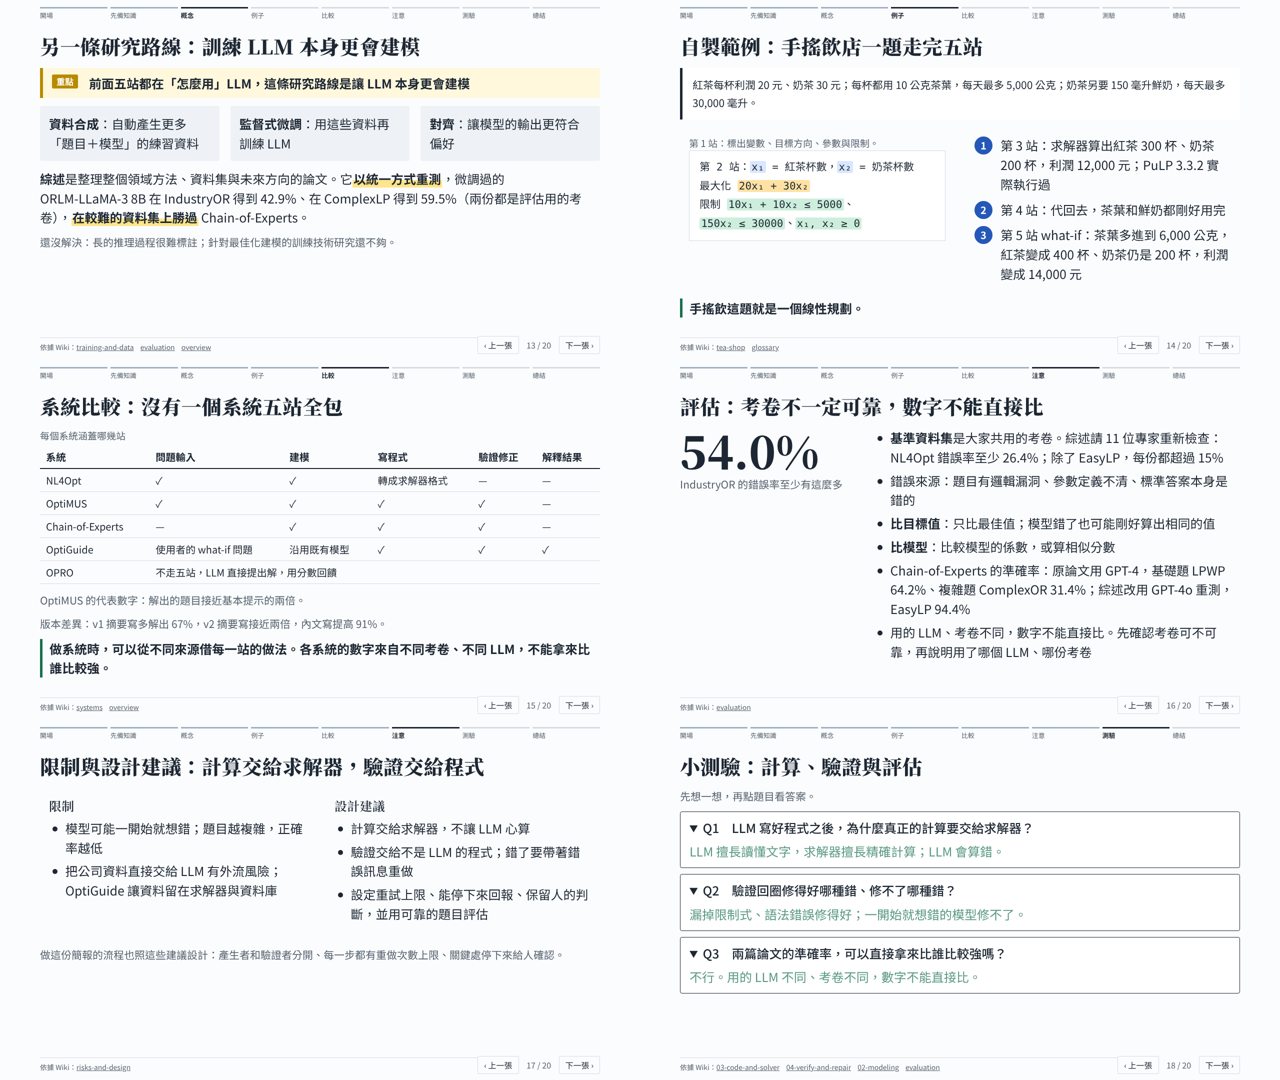 開場 先備知識 概念 例子 比較 注意 測驗 總結
另一條研究路線：訓練 LLM 本身更會建模
重點 前面五站都在「怎麼用」LLM，這條研究路線是讓 LLM 本身更會建模
資料合成：自動產生更多
「題目＋模型」的練習資料
監督式微調：用這些資料再
訓練 LLM
對齊：讓模型的輸出更符合
偏好
綜述是整理整個領域方法、資料集與未來方向的論文。它以統一方式重測，微調過的
ORLM-LLaMA-3 8B 在 IndustryOR 得到 42.9%、在 ComplexLP 得到 59.5%（兩份都是評估用的考
卷），在較難的資料集上勝過 Chain-of-Experts。
還沒解決：長的推理過程很難標註；針對最佳化建模的訓練技術研究還不夠。
依據 Wiki：training-and-data evaluation overview
‹ 上一張 13 / 20 下一張 ›
開場 先備知識 概念 例子 比較 注意 測驗 總結
自製範例：手搖飲店一題走完五站
紅茶每杯利潤 20 元、奶茶 30 元；每杯都用 10 公克茶葉，每天最多 5,000 公克；奶茶另要 150 毫升鮮奶，每天最多
30,000 毫升。
第 1 站：標出變數、目標方向、參數與限制。
第 2 站：x₁ = 紅茶杯數，x₂ = 奶茶杯數
最大化 20x₁ + 30x₂
限制 10x₁ + 10x₂ ≤ 5000、
150x₂ ≤ 30000、x₁, x₂ ≥ 0
1 第 3 站：求解器算出紅茶 300 杯、奶茶
200 杯，利潤 12,000 元；PuLP 3.3.2 實
際執行過
2 第 4 站：代回去，茶葉和鮮奶都剛好用完
3 第 5 站 what-if：茶葉多進到 6,000 公克，
紅茶變成 400 杯、奶茶仍是 200 杯，利潤
變成 14,000 元
手搖飲這題就是一個線性規劃。
依據 Wiki：tea-shop glossary
‹ 上一張 14 / 20 下一張 ›
開場 先備知識 概念 例子 比較 注意 測驗 總結
系統比較：沒有一個系統五站全包
每個系統涵蓋哪幾站
系統 問題輸入 建模 寫程式 驗證修正 解釋結果
NL4Opt ✓ ✓ 轉成求解器格式 — —
OptiMUS ✓ ✓ ✓ ✓ —
Chain-of-Experts — ✓ ✓ ✓ —
OptiGuide 使用者的 what-if 問題 沿用既有模型 ✓ ✓ ✓
OPRO 不走五站，LLM 直接提出解，用分數回饋
OptiMUS 的代表數字：解出的題目接近基本提示的兩倍。
版本差異：v1 摘要寫多解出 67%，v2 摘要寫接近兩倍，內文寫提高 91%。
做系統時，可以從不同來源借每一站的做法。各系統的數字來自不同考卷、不同 LLM，不能拿來比
誰比較強。
依據 Wiki：systems overview
‹ 上一張 15 / 20 下一張 ›
開場 先備知識 概念 例子 比較 注意 測驗 總結
評估：考卷不一定可靠，數字不能直接比
54.0%
IndustryOR 的錯誤率至少有這麼多
基準資料集是大家共用的考卷。綜述請 11 位專家重新檢查：
NL4Opt 錯誤率至少 26.4%；除了 EasyLP，每份都超過 15%
錯誤來源：題目有邏輯漏洞、參數定義不清、標準答案本身是
錯的
比目標值：只比最佳值；模型錯了也可能剛好算出相同的值
比模型：比較模型的係數，或算相似分數
Chain-of-Experts 的準確率：原論文用 GPT-4，基礎題 LPWP
64.2%、複雜題 ComplexOR 31.4%；綜述改用 GPT-4o 重測，
EasyLP 94.4%
用的 LLM、考卷不同，數字不能直接比。先確認考卷可不可
靠，再說明用了哪個 LLM、哪份考卷
依據 Wiki：evaluation
‹ 上一張 16 / 20 下一張 ›
開場 先備知識 概念 例子 比較 注意 測驗 總結
限制與設計建議：計算交給求解器，驗證交給程式
限制
模型可能一開始就想錯；題目越複雜，正確
率越低
把公司資料直接交給 LLM 有外流風險；
OptiGuide 讓資料留在求解器與資料庫
設計建議
計算交給求解器，不讓 LLM 心算
驗證交給不是 LLM 的程式；錯了要帶著錯
誤訊息重做
設定重試上限、能停下來回報、保留人的判
斷，並用可靠的題目評估
做這份簡報的流程也照這些建議設計：產生者和驗證者分開、每一步都有重做次數上限、關鍵處停下來給人確認。
依據 Wiki：risks-and-design
‹ 上一張 17 / 20 下一張 ›
開場 先備知識 概念 例子 比較 注意 測驗 總結
小測驗：計算、驗證與評估
先想一想，再點題目看答案。
▼ Q1 LLM 寫好程式之後，為什麼真正的計算要交給求解器？
LLM 擅長讀懂文字，求解器擅長精確計算；LLM 會算錯。
▼ Q2 驗證回圈修得好哪種錯、修不了哪種錯？
漏掉限制式、語法錯誤修得好；一開始就想錯的模型修不了。
▼ Q3 兩篇論文的準確率，可以直接拿來比誰比較強嗎？
不行。用的 LLM 不同、考卷不同，數字不能直接比。
依據 Wiki：03-code-and-solver 04-verify-and-repair 02-modeling evaluation
‹ 上一張 18 / 20 下一張 ›